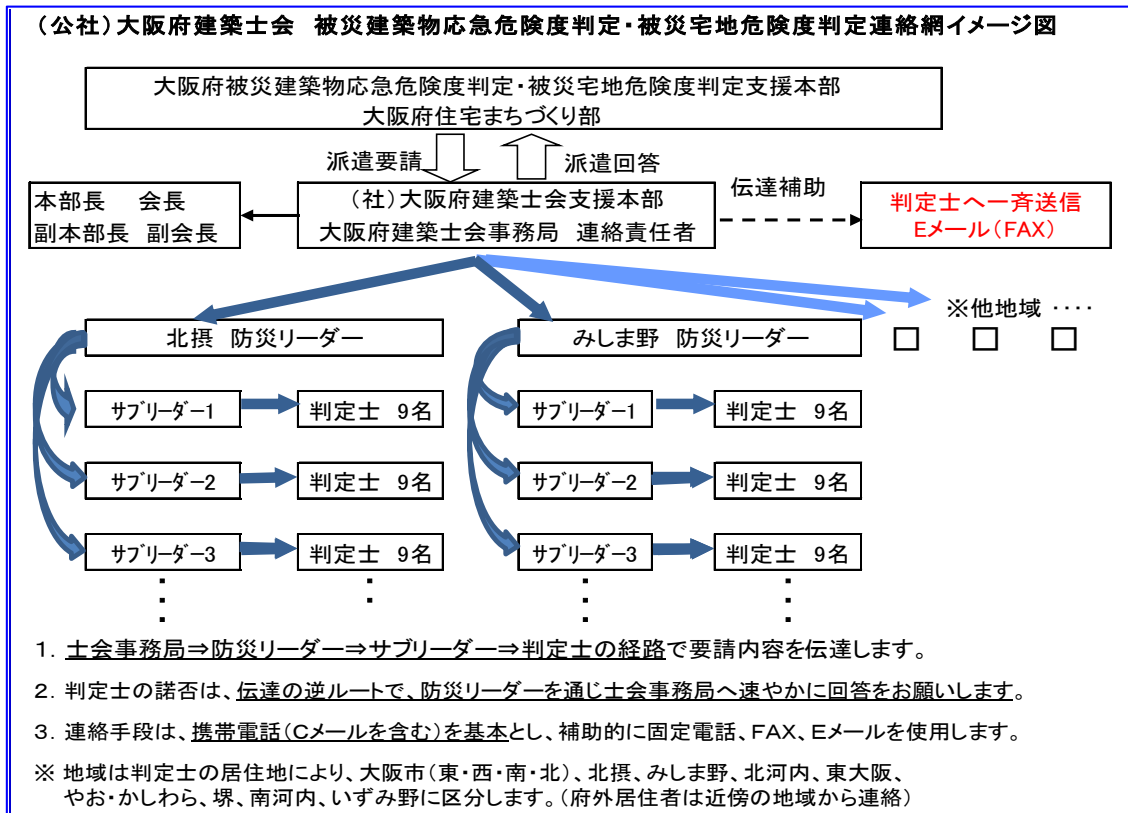 (公社)大阪府建築士会 被災建築物応急危険度判定・被災宅地危険度判定連絡網イメージ図
大阪府被災建築物応急危険度判定・被災宅地危険度判定支援本部
大阪府住宅まちづくり部
派遣要請
派遣回答
本部長 会長
副本部長 副会長
(社)大阪府建築士会支援本部
大阪府建築士会事務局 連絡責任者
伝達補助
判定士へ一斉送信
Eメール(FAX)
※他地域 ‥‥
北摂 防災リーダー
みしま野 防災リーダー
□ □ □
サブリーダー1
判定士 9名
サブリーダー1
判定士 9名
サブリーダー2
判定士 9名
サブリーダー2
判定士 9名
サブリーダー3
判定士 9名
サブリーダー3
判定士 9名
1. 士会事務局⇒防災リーダー⇒サブリーダー⇒判定士の経路で要請内容を伝達します。
2. 判定士の諾否は、伝達の逆ルートで、防災リーダーを通じ士会事務局へ速やかに回答をお願いします。
3. 連絡手段は、携帯電話(Cメールを含む)を基本とし、補助的に固定電話、FAX、Eメールを使用します。
※ 地域は判定士の居住地により、大阪市(東・西・南・北)、北摂、みしま野、北河内、東大阪、
やお・かしわら、堺、南河内、いずみ野に区分します。(府外居住者は近傍の地域から連絡)